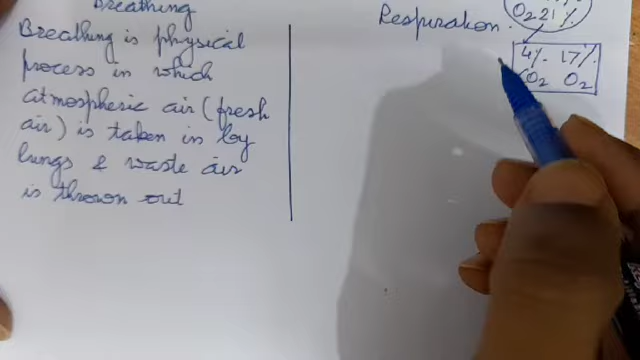 Breathing
Breathing is physical
process in which
atmospheric air (fresh
air) is taken in by
lungs & waste air
is thrown out
Respiration.
O2 21%
4% 17%.
O2 O2